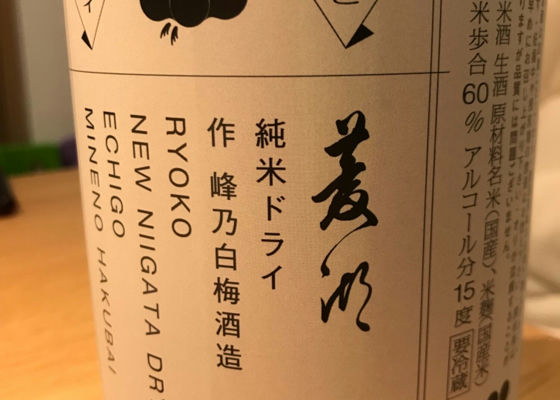 米酒 生酒 原材料名 米(国産)、米麹(国産米)
米歩合60% アルコール分15度 要冷蔵
菱湖
純米ドライ
作 峰乃白梅酒造
RYOKO
NEW NIIGATA DR
ECHIGO
MINENO HAKUBAI